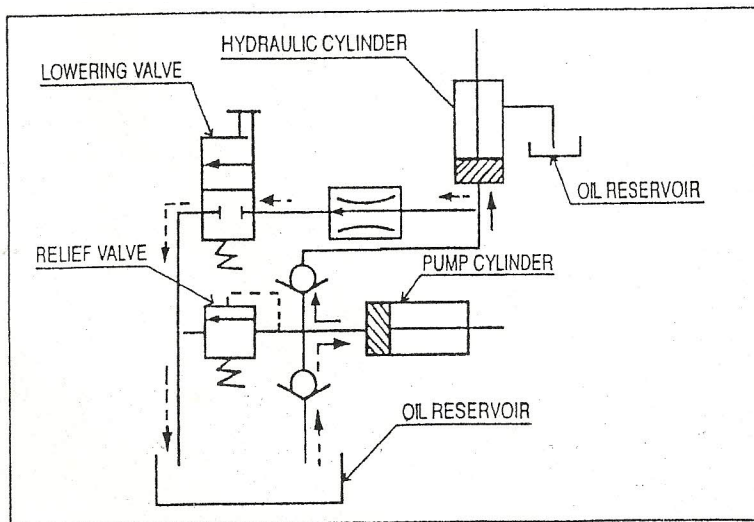 HYDRAULIC CYLINDER
LOWERING VALVE
OIL RESERVOIR
RELIEF VALVE
PUMP CYLINDER
OIL RESERVOIR